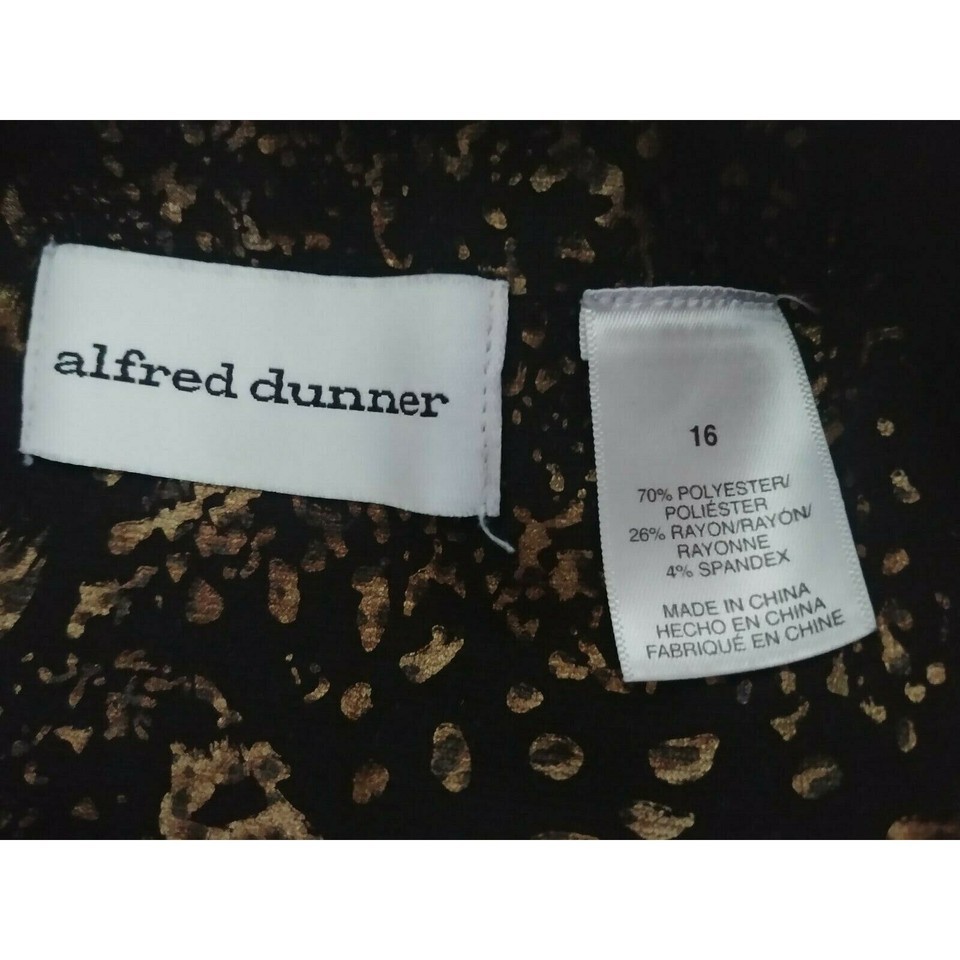 alfred dunner
16
70% POLYESTER/
POLIÉSTER
26% RAYON/RAYÓN/
RAYONNE
4% SPANDEX
MADE IN CHINA
HECHO EN CHINA
FABRIQUÉ EN CHINE